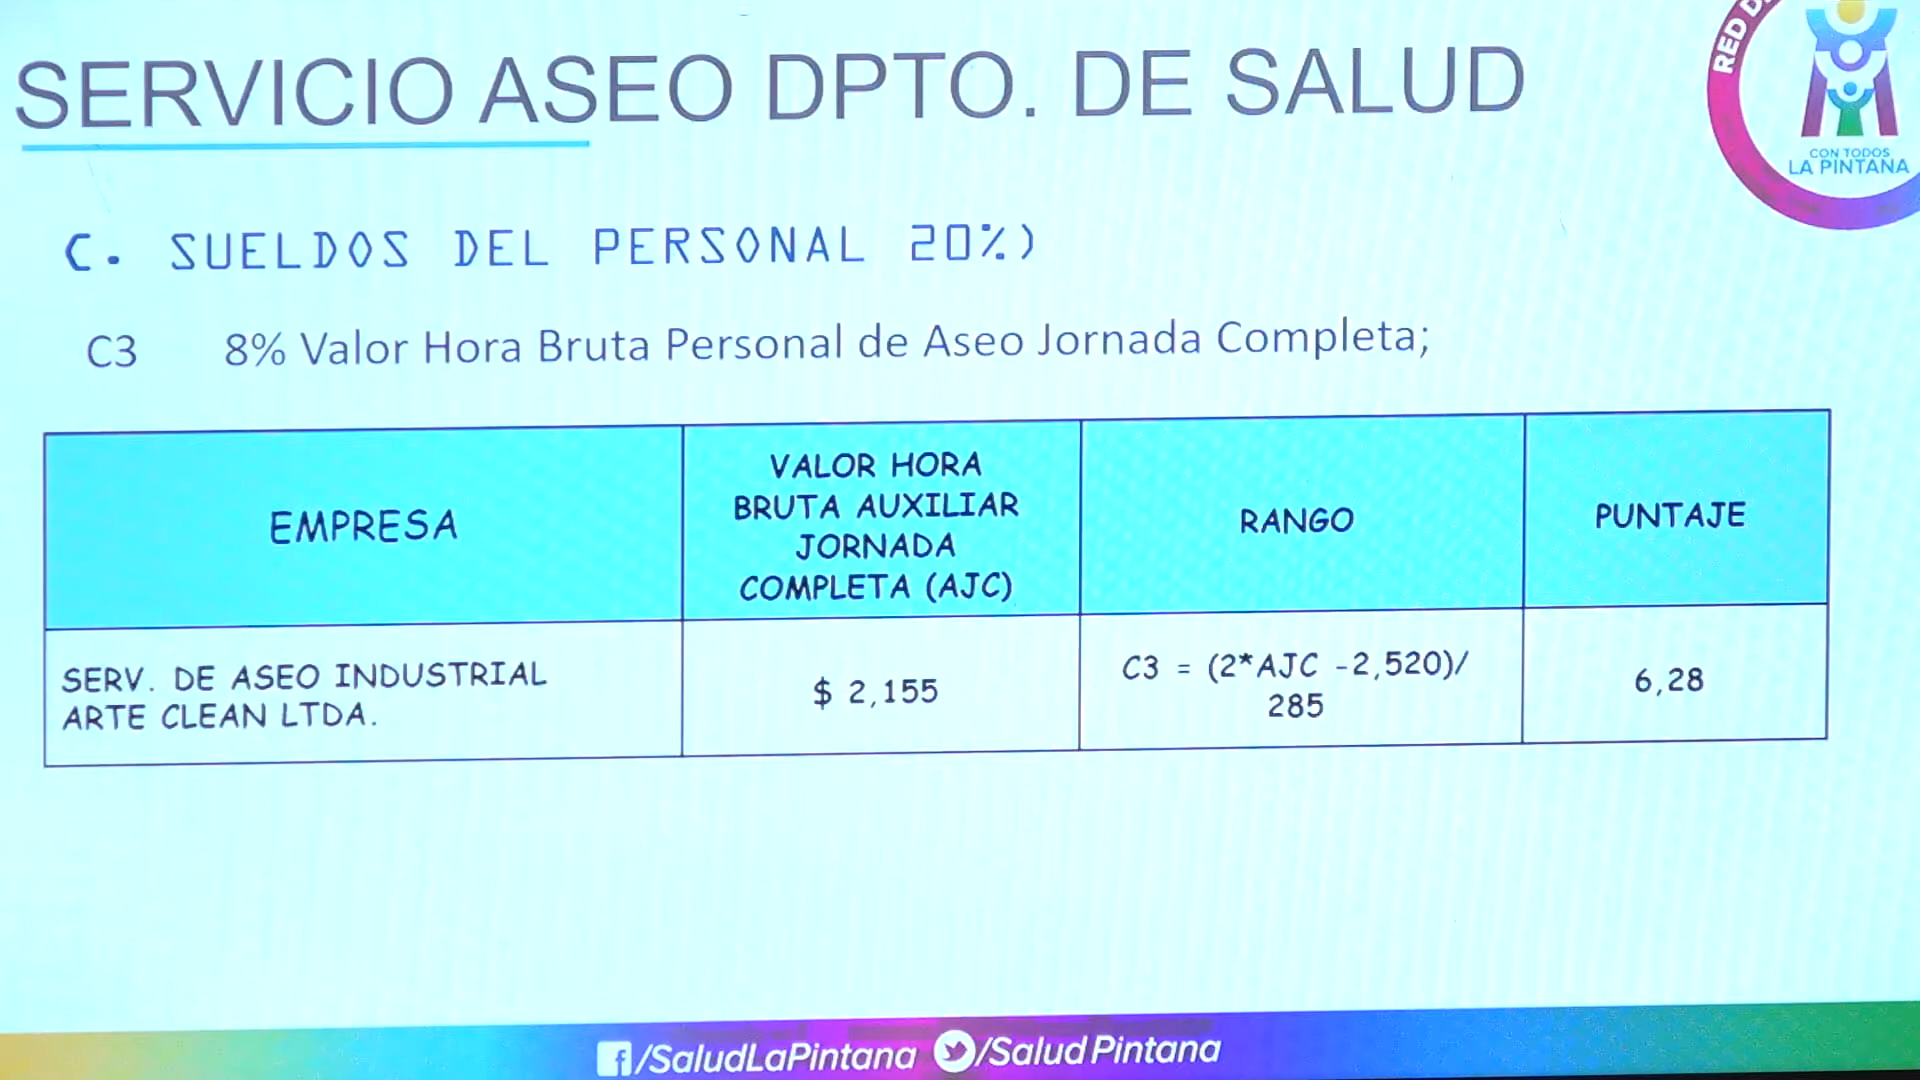 SERVICIO ASEO DPTO. DE SALUD
RED D
CON TODOS
LA PINTANA
C. SUELDOS DEL PERSONAL 20%)
C3 8% Valor Hora Bruta Personal de Aseo Jornada Completa;
EMPRESA
VALOR HORA
BRUTA AUXILIAR
JORNADA
COMPLETA (AJC)
RANGO
PUNTAJE
SERV. DE ASEO INDUSTRIAL
ARTE CLEAN LTDA.
$ 2,155
C3 = (2*AJC -2,520)/
285
6,28
/SaludLaPintana /SaludPintana